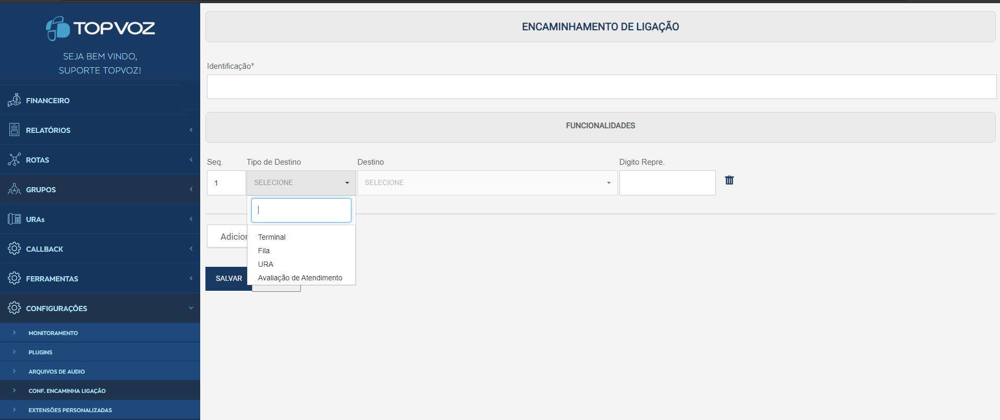 TOPVOZ
SEJA BEM VINDO,
SUPORTE TOPVOZ!
FINANCEIRO
RELATÓRIOS
ROTAS
GRUPOS
URAs
CALLBACK
FERRAMENTAS
CONFIGURAÇÕES
MONITORAMENTO
PLUGINS
ARQUIVOS DE AUDIO
CONF. ENCAMINHA LIGAÇÃO
EXTENSÕES PERSONALIZADAS
ENCAMINHAMENTO DE LIGAÇÃO
Identificação*
FUNCIONALIDADES
Seq. Tipo de Destino Destino Digito Repre.
1 SELECIONE SELECIONE
Terminal
Fila
URA
Avaliação de Atendimento
Adicion
SALVAR